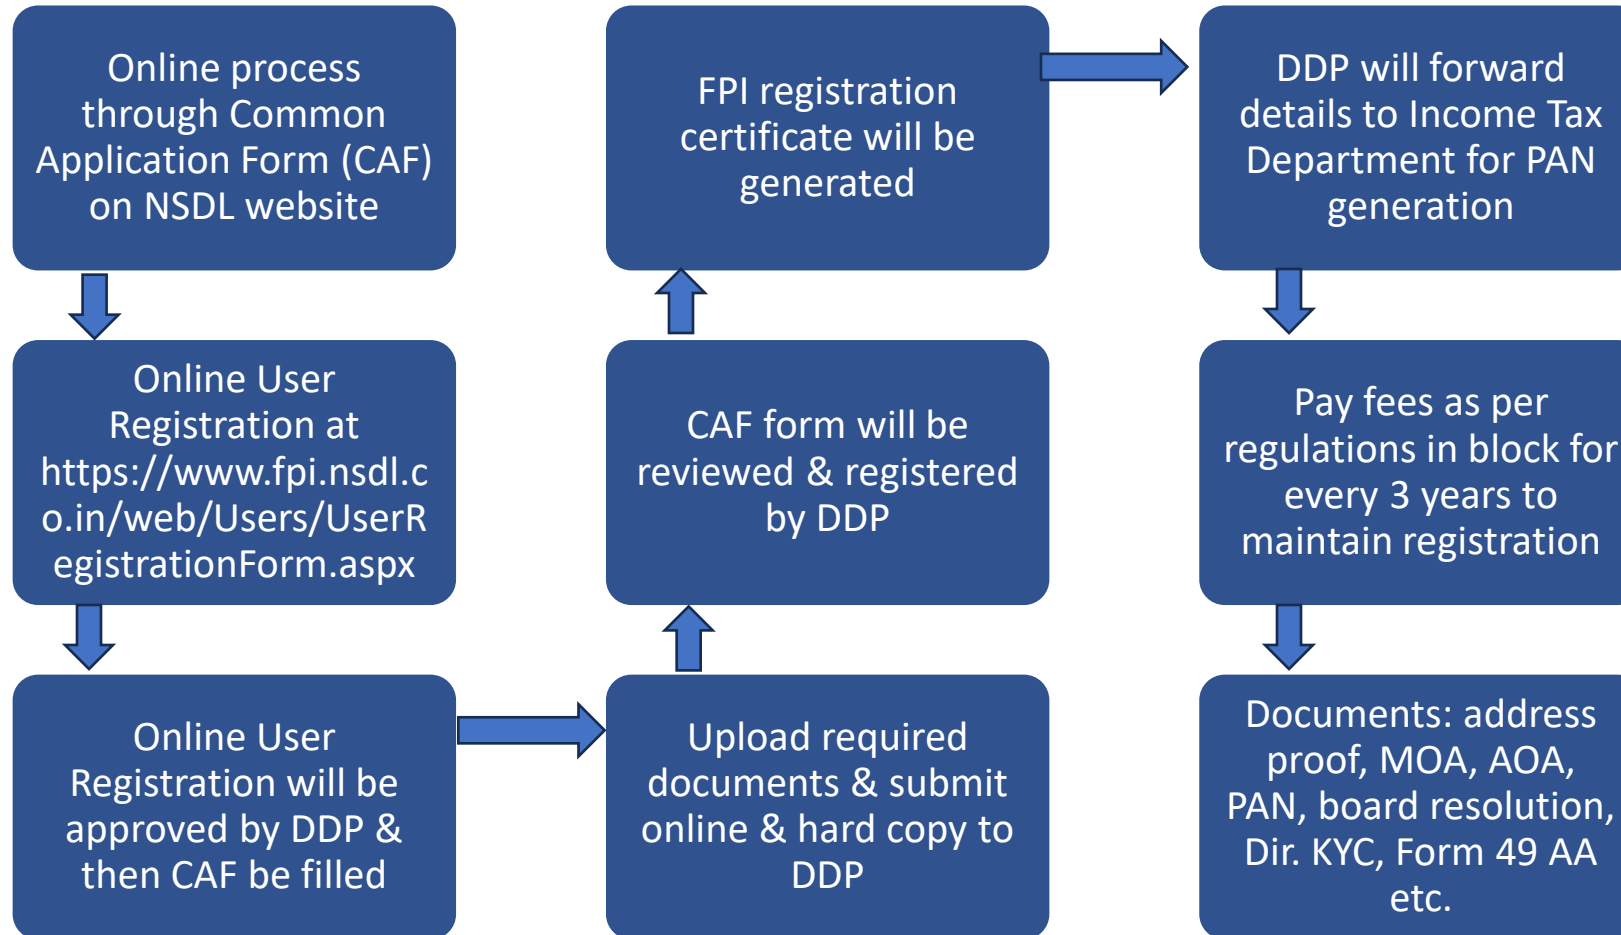 Online process
through Common
Application Form (CAF)
on NSDL website
Online User
Registration at
https://www.fpi.nsdl.c
o.in/web/Users/UserR
egistrationForm.aspx
Online User
Registration will be
approved by DDP &
then CAF be filled
Upload required
documents & submit
online & hard copy to
DDP
CAF form will be
reviewed & registered
by DDP
FPI registration
certificate will be
generated
DDP will forward
details to Income Tax
Department for PAN
generation
Pay fees as per
regulations in block for
every 3 years to
maintain registration
Documents: address
proof, MOA, AOA,
PAN, board resolution,
Dir. KYC, Form 49 AA
etc.